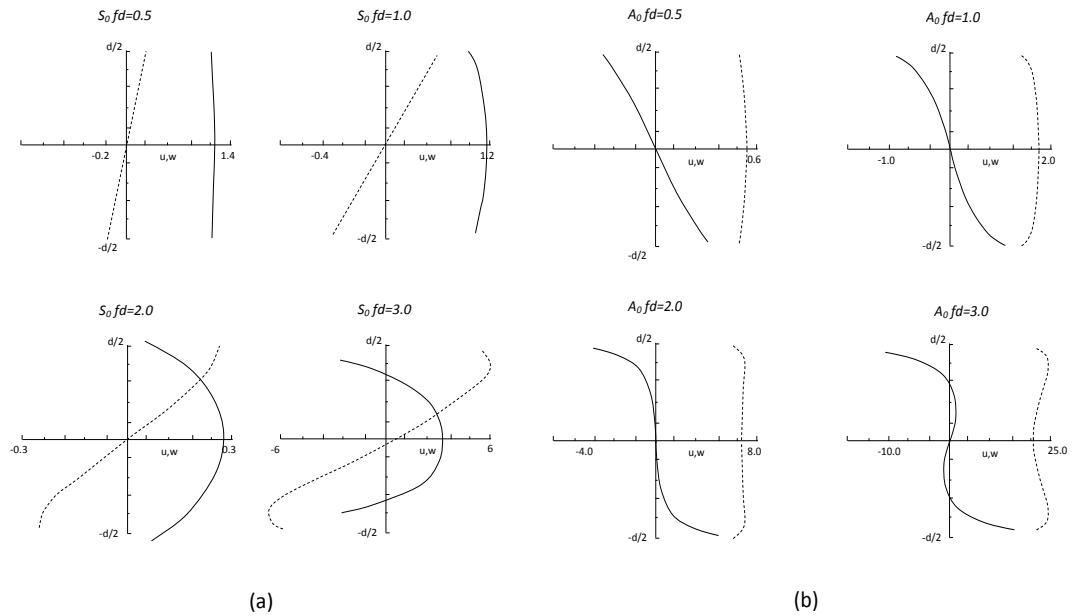 S0 fd=0.5
d/2
-0.2
u,w
1.4
-d/2
S0 fd=1.0
d/2
-0.4
u,w
1.2
-d/2
A0 fd=0.5
d/2
u,w
0.6
-d/2
A0 fd=1.0
d/2
-1.0
u,w
2.0
-d/2
S0 fd=2.0
d/2
-0.3
u,w
0.3
-d/2
S0 fd=3.0
d/2
-6
u,w
6
-d/2
A0 fd=2.0
d/2
-4.0
u,w
8.0
-d/2
A0 fd=3.0
d/2
-10.0
u,w
25.0
-d/2
(a)
(b)